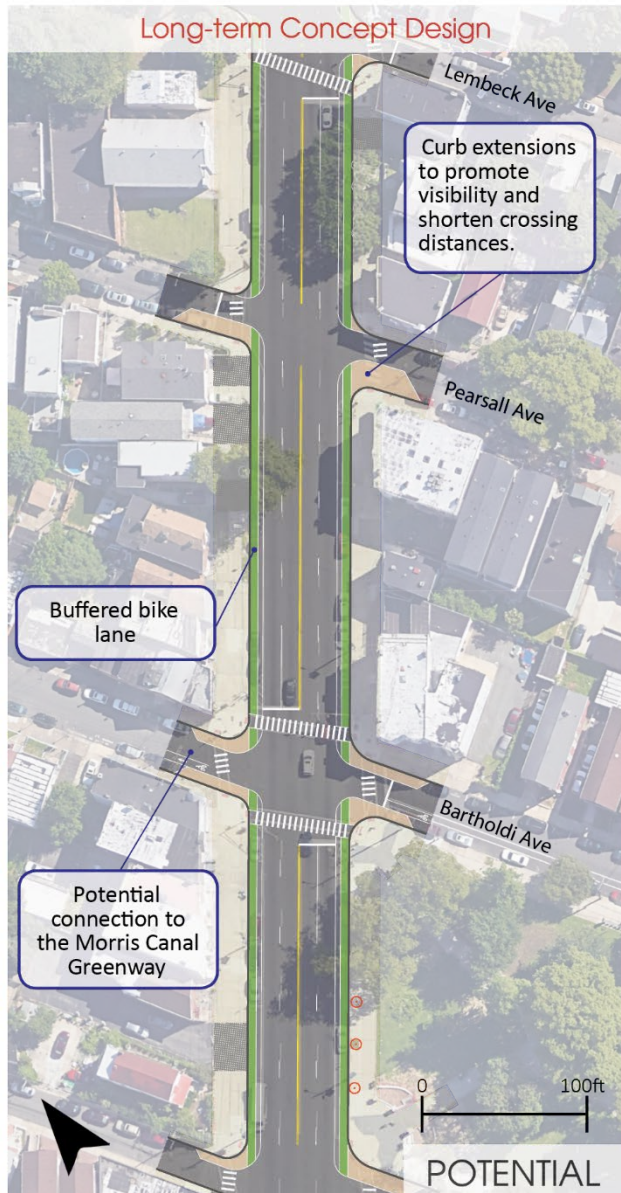 Long-term Concept Design
Lembeck Ave
Curb extensions
to promote
visibility and
shorten crossing
distances.
Pearsall Ave
Buffered bike
lane
Bartholdi Ave
Potential
connection to
the Morris Canal
Greenway
0
100ft
POTENTIAL